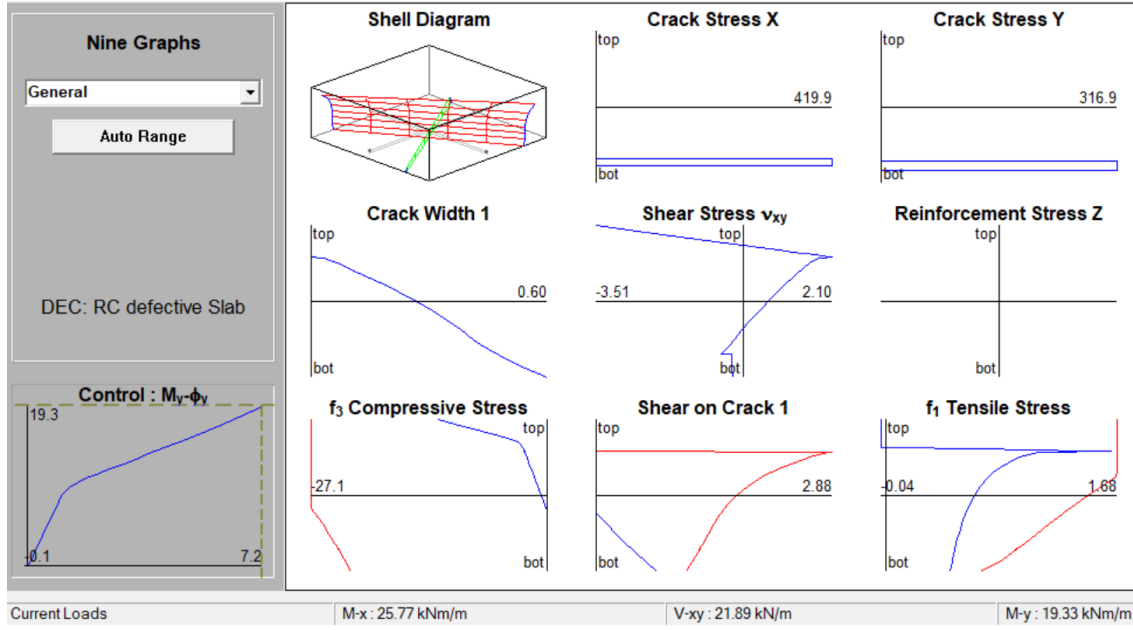 Nine Graphs
General
Auto Range
DEC: RC defective Slab
Control : Mᵧ-ϕᵧ
19.3
-0.1 7.2
Shell Diagram
Crack Stress X
top
419.9
bot
Crack Stress Y
top
316.9
bot
Crack Width 1
top
0.60
bot
Shear Stress νxy
top
-3.51 2.10
bot
Reinforcement Stress Z
top
bot
f₃ Compressive Stress
top
-27.1
bot
Shear on Crack 1
top
2.88
bot
f₁ Tensile Stress
top
-0.04 1.68
bot
Current Loads M-x : 25.77 kNm/m V-xy : 21.89 kN/m M-y : 19.33 kNm/m